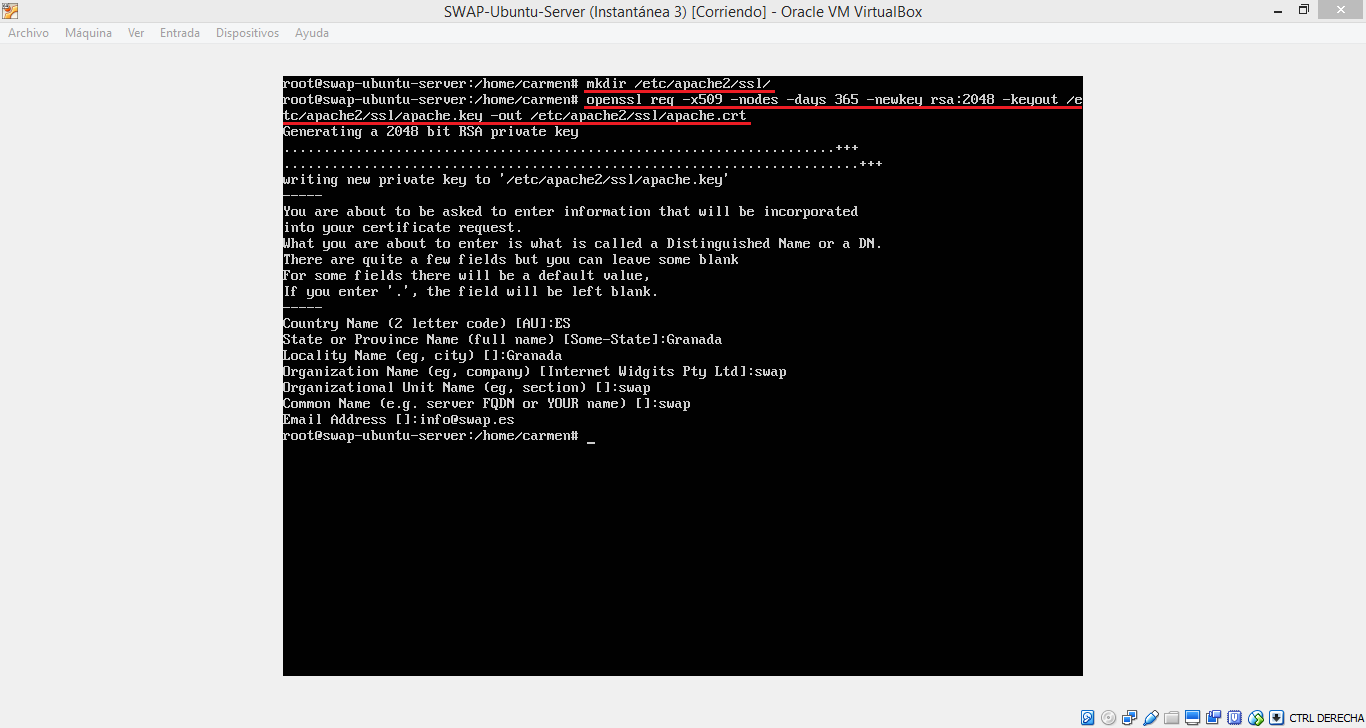 SWAP-Ubuntu-Server (Instantánea 3) [Corriendo] - Oracle VM VirtualBox
Archivo Máquina Ver Entrada Dispositivos Ayuda
root@swap-ubuntu-server:/home/carmen# mkdir /etc/apache2/ssl/
root@swap-ubuntu-server:/home/carmen# openssl req -x509 -nodes -days 365 -newkey rsa:2048 -keyout /e
tc/apache2/ssl/apache.key -out /etc/apache2/ssl/apache.crt
Generating a 2048 bit RSA private key
.....................................................................+++
........................................................................+++
writing new private key to '/etc/apache2/ssl/apache.key'
-----
You are about to be asked to enter information that will be incorporated
into your certificate request.
What you are about to enter is what is called a Distinguished Name or a DN.
There are quite a few fields but you can leave some blank
For some fields there will be a default value,
If you enter '.', the field will be left blank.
-----
Country Name (2 letter code) [AU]:ES
State or Province Name (full name) [Some-State]:Granada
Locality Name (eg, city) []:Granada
Organization Name (eg, company) [Internet Widgits Pty Ltd]:swap
Organizational Unit Name (eg, section) []:swap
Common Name (e.g. server FQDN or YOUR name) []:swap
Email Address []:info@swap.es
root@swap-ubuntu-server:/home/carmen# _
CTRL DERECHA